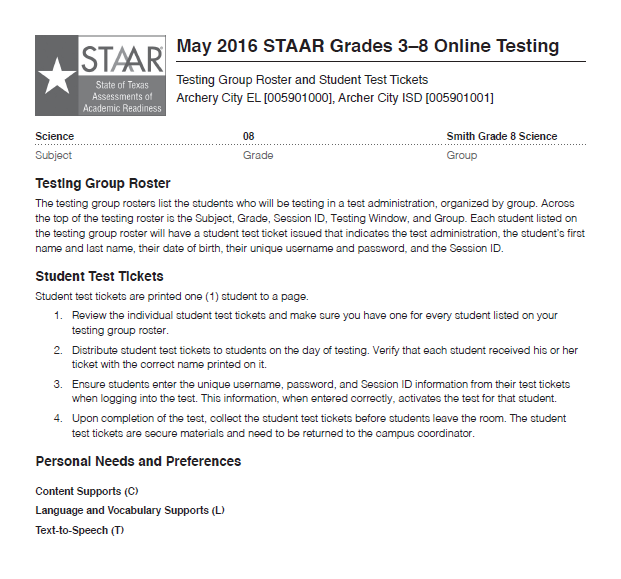 STAAR
State of Texas
Assessments of
Academic Readiness
May 2016 STAAR Grades 3–8 Online Testing
Testing Group Roster and Student Test Tickets
Archery City EL [005901000], Archer City ISD [005901001]
Science 08 Smith Grade 8 Science
Subject Grade Group
Testing Group Roster
The testing group rosters list the students who will be testing in a test administration, organized by group. Across
the top of the testing roster is the Subject, Grade, Session ID, Testing Window, and Group. Each student listed on
the testing group roster will have a student test ticket issued that indicates the test administration, the student's first
name and last name, their date of birth, their unique username and password, and the Session ID.
Student Test Tickets
Student test tickets are printed one (1) student to a page.
1. Review the individual student test tickets and make sure you have one for every student listed on your
testing group roster.
2. Distribute student test tickets to students on the day of testing. Verify that each student received his or her
ticket with the correct name printed on it.
3. Ensure students enter the unique username, password, and Session ID information from their test tickets
when logging into the test. This information, when entered correctly, activates the test for that student.
4. Upon completion of the test, collect the student test tickets before students leave the room. The student
test tickets are secure materials and need to be returned to the campus coordinator.
Personal Needs and Preferences
Content Supports (C)
Language and Vocabulary Supports (L)
Text-to-Speech (T)